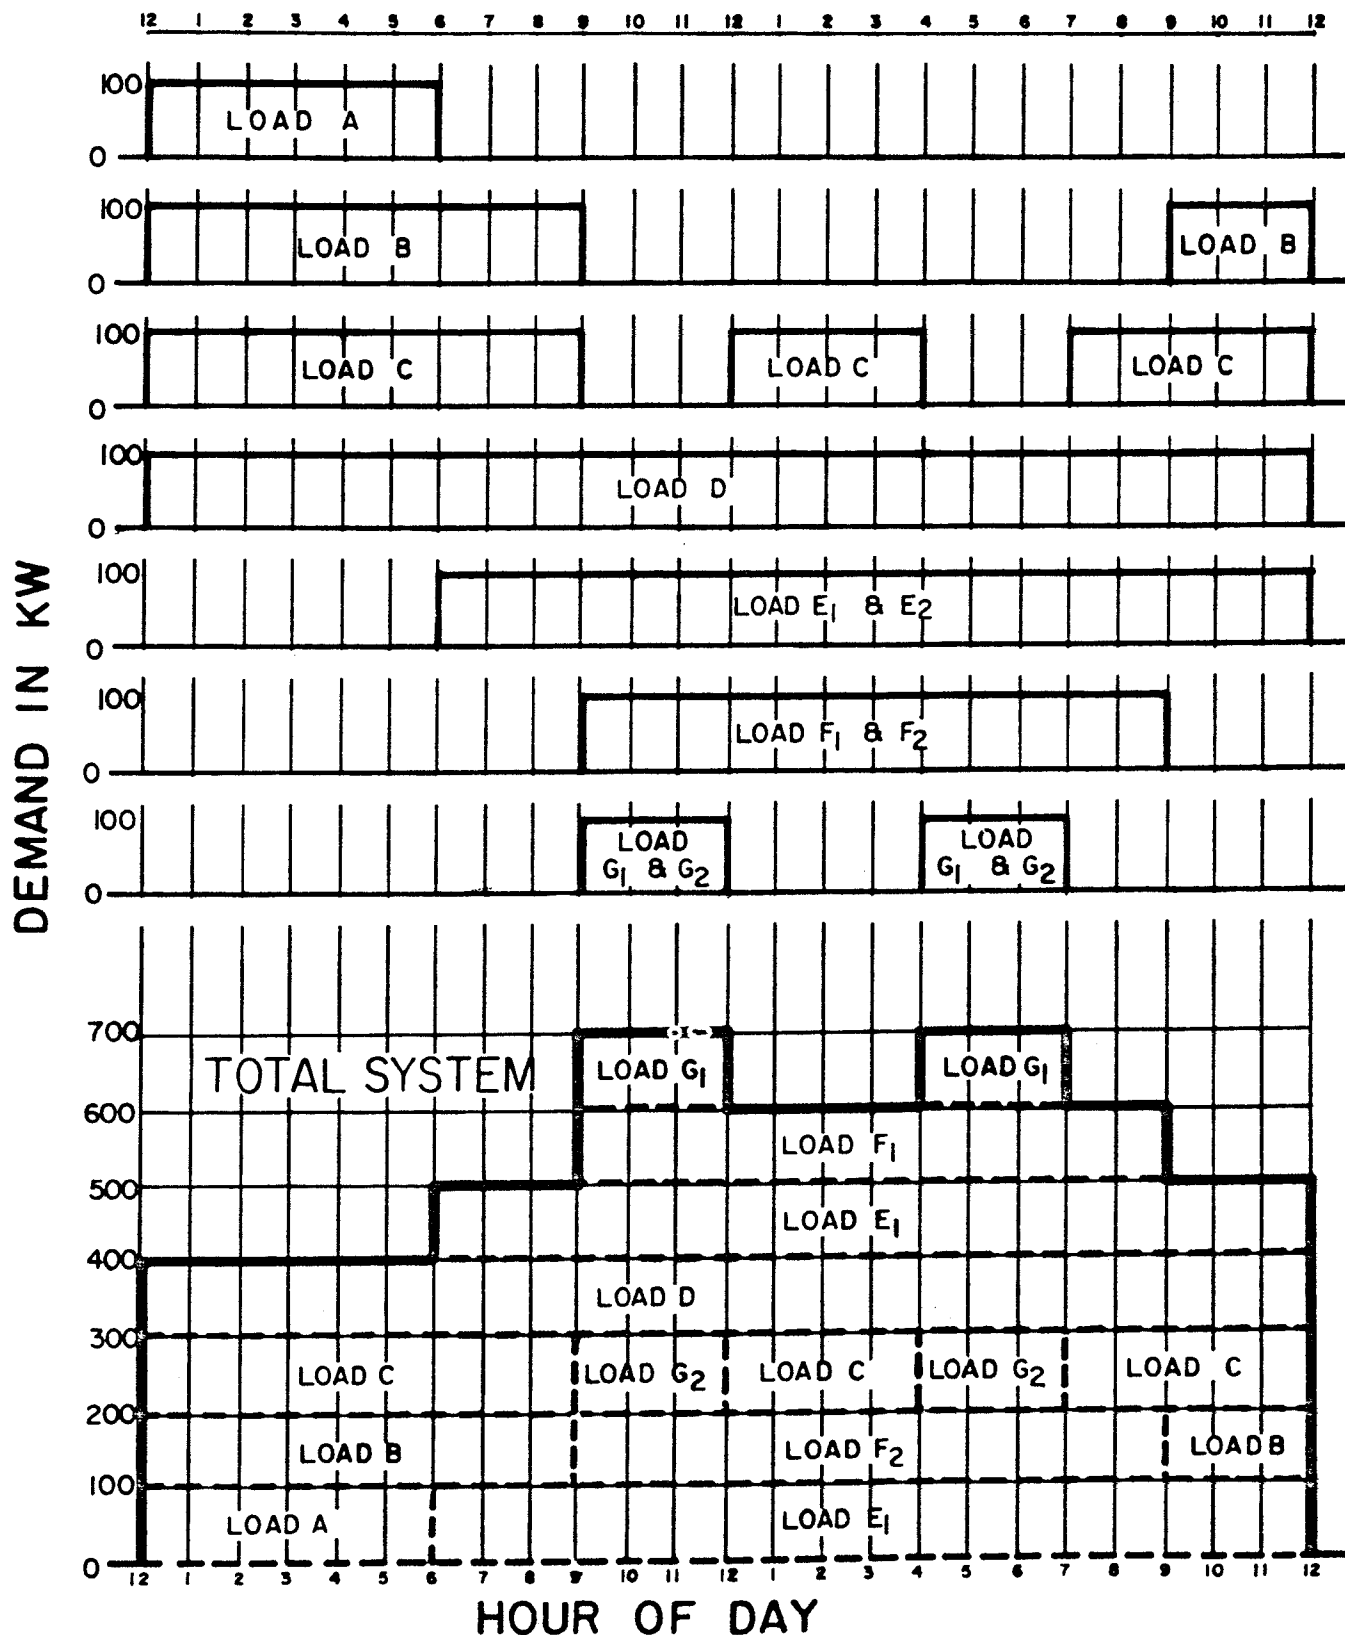 12 1 2 3 4 5 6 7 8 9 10 11 12 1 2 3 4 5 6 7 8 9 10 11 12
100
LOAD A
0
100
LOAD B LOAD B
0
100
LOAD C LOAD C LOAD C
0
100
LOAD D
0
100
LOAD E1 & E2
0
100
LOAD F1 & F2
0
100
LOAD LOAD
G1 & G2 G1 & G2
0
DEMAND IN KW
700
TOTAL SYSTEM LOAD G1 LOAD G1
600
LOAD F1
500
LOAD E1
400
LOAD D
300
LOAD C LOAD G2 LOAD C LOAD G2 LOAD C
200
LOAD B LOAD F2 LOAD B
100
LOAD A LOAD E1
0
12 1 2 3 4 5 6 7 8 9 10 11 12 1 2 3 4 5 6 7 8 9 10 11 12
HOUR OF DAY